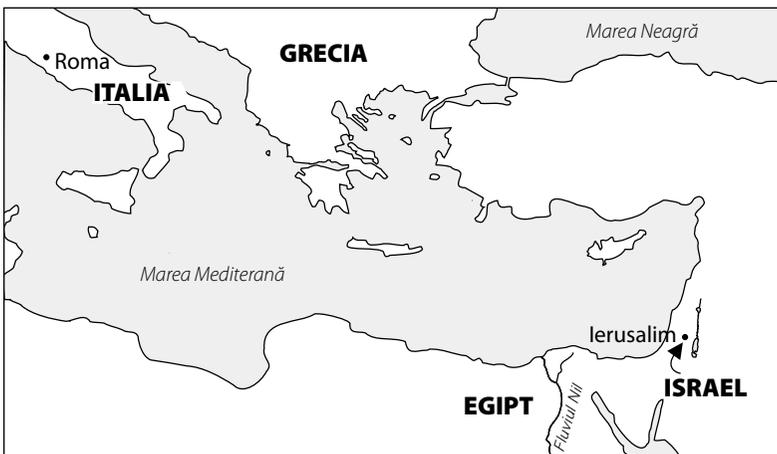 Marea Neagră
GRECIA
Roma
ITALIA
Marea Mediterană
Ierusalim
ISRAEL
EGIPT
Fluviul Nil